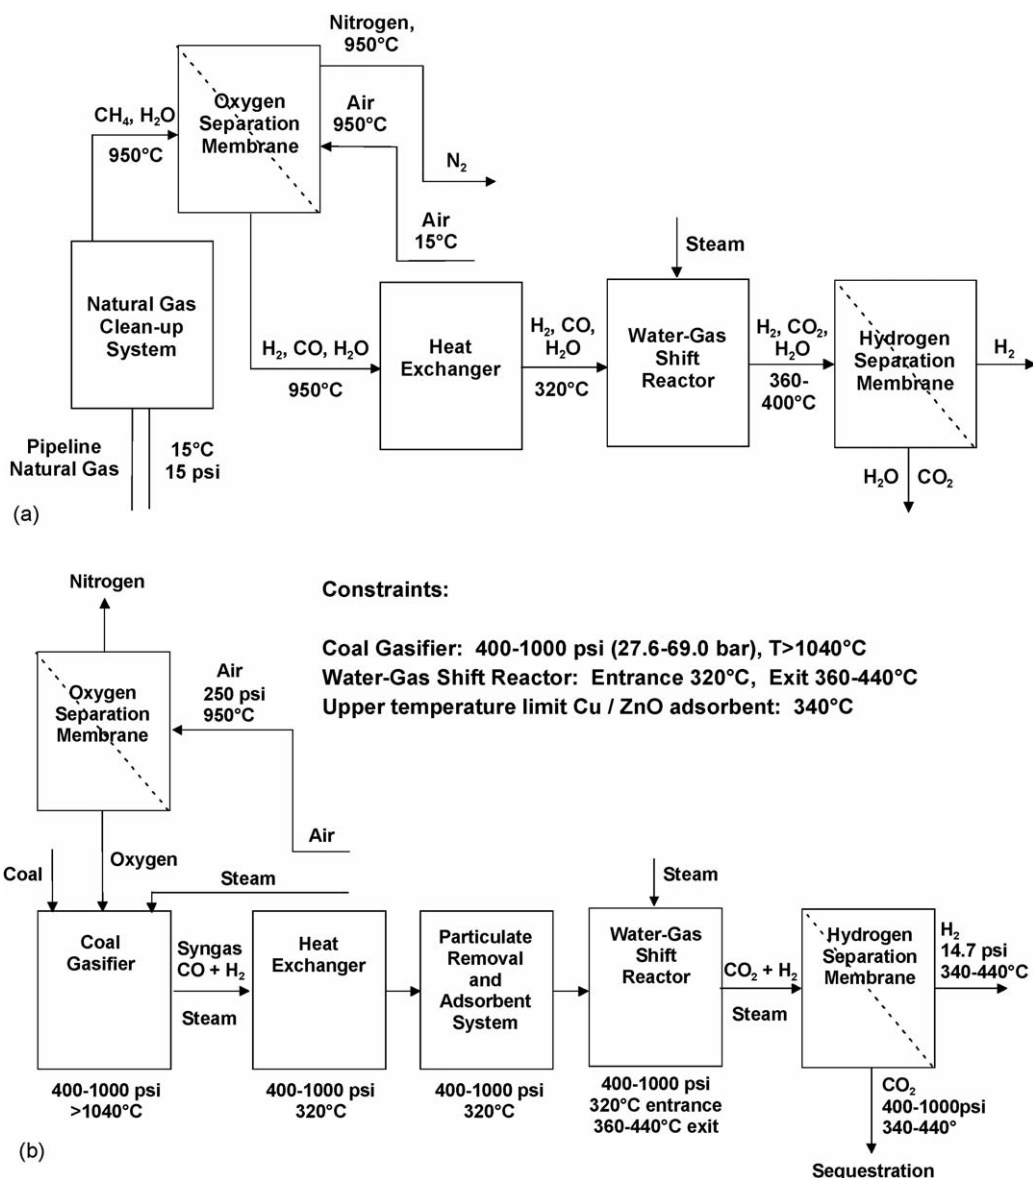 Nitrogen,
950°C
Oxygen
Separation
Membrane
Air
950°C
CH₄, H₂O
950°C
N₂
Air
15°C
Steam
Natural Gas
Clean-up
System
H₂, CO, H₂O
950°C
Heat
Exchanger
H₂, CO,
H₂O
320°C
Water-Gas
Shift
Reactor
H₂, CO₂,
H₂O
360-
400°C
Hydrogen
Separation
Membrane
H₂
Pipeline
Natural Gas
15°C
15 psi
H₂O CO₂
(a)
Nitrogen
Constraints:
Coal Gasifier: 400-1000 psi (27.6-69.0 bar), T>1040°C
Water-Gas Shift Reactor: Entrance 320°C, Exit 360-440°C
Upper temperature limit Cu / ZnO adsorbent: 340°C
Oxygen
Separation
Membrane
Air
250 psi
950°C
Air
Coal
Oxygen
Steam
Steam
Coal
Gasifier
Syngas
CO + H₂
Steam
Heat
Exchanger
Particulate
Removal
and
Adsorbent
System
Water-Gas
Shift
Reactor
CO₂ + H₂
Steam
Hydrogen
Separation
Membrane
H₂
14.7 psi
340-440°C
400-1000 psi
>1040°C
400-1000 psi
320°C
400-1000 psi
320°C
400-1000 psi
320°C entrance
360-440°C exit
CO₂
400-1000psi
340-440°
(b)
Sequestration